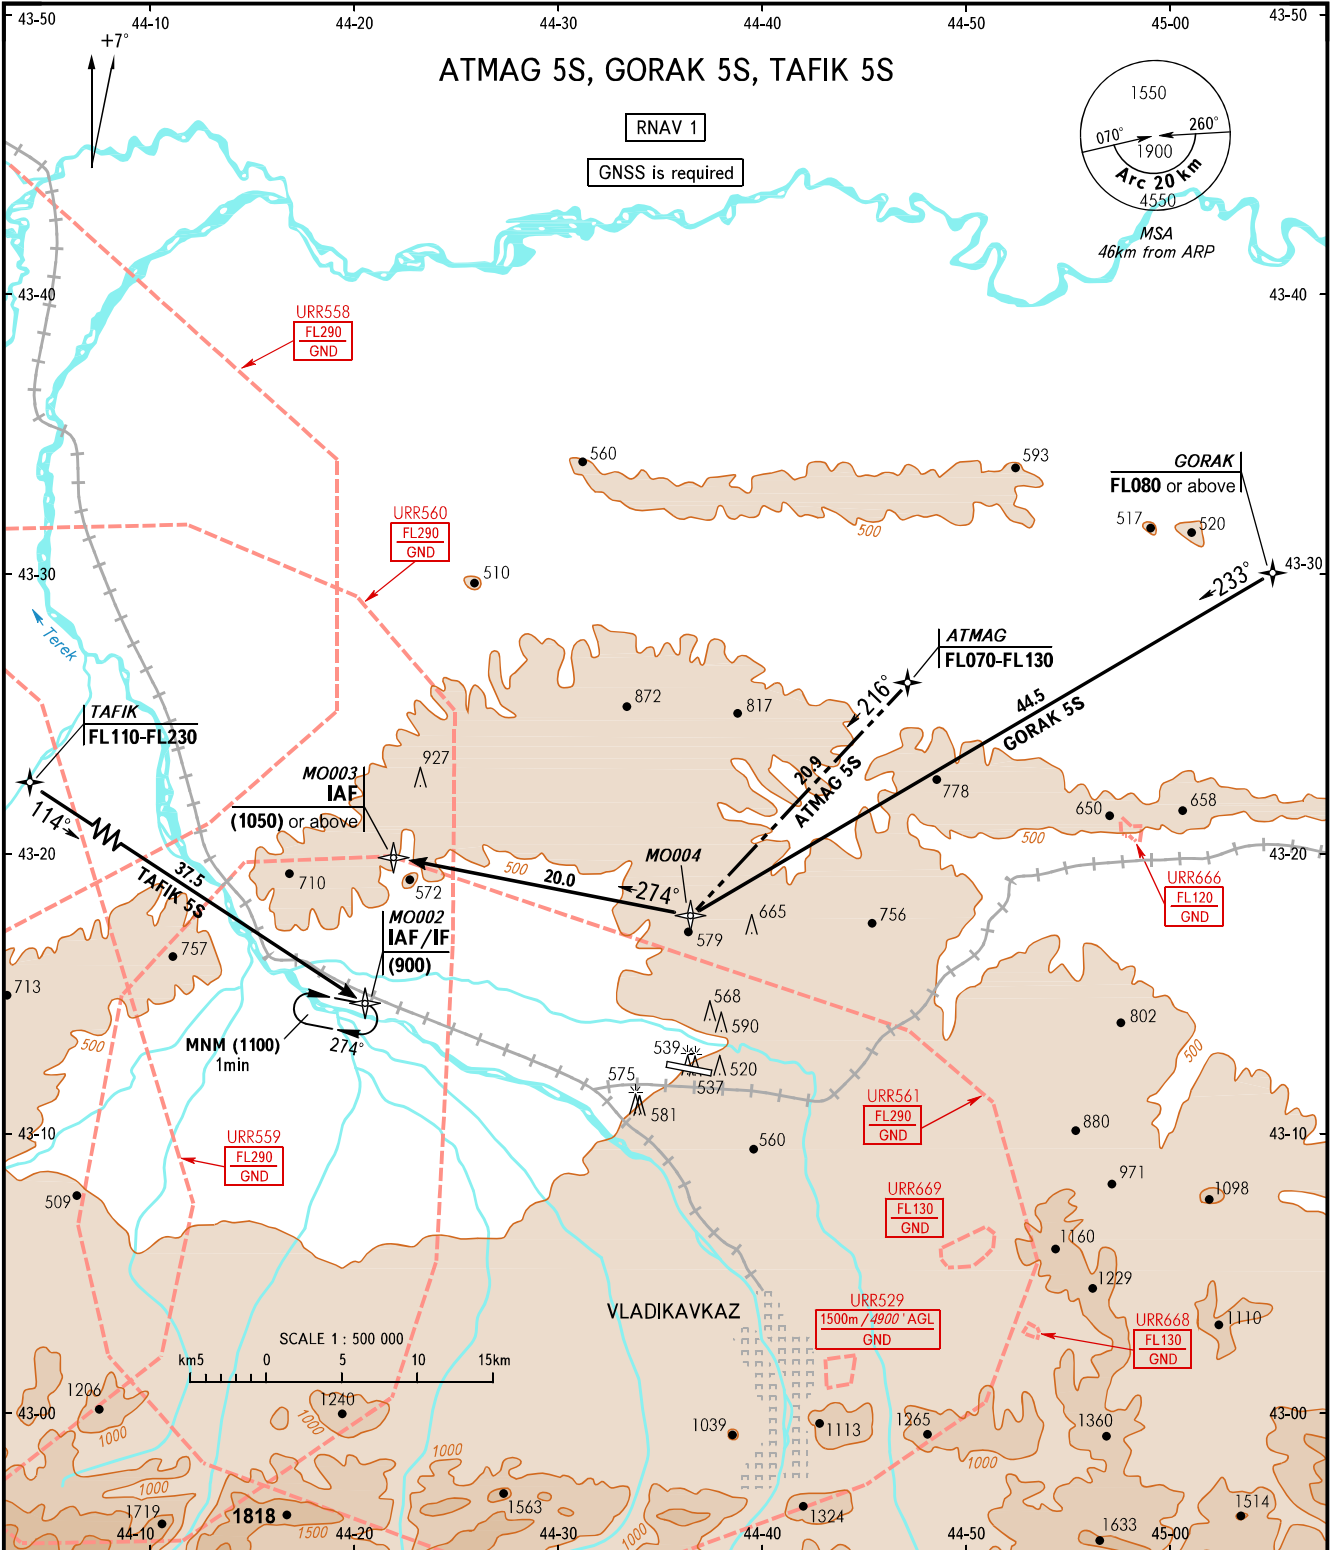 43-50
44-10
44-20
44-30
44-40
44-50
45-00
43-50
+7°
ATMAG 5S, GORAK 5S, TAFIK 5S
RNAV 1
GNSS is required
1550
070°
260°
1900
Arc 20 km
4550
MSA
46km from ARP
43-40
43-40
URR558
FL290
GND
560
593
500
GORAK
FL080 or above
517
520
URR560
FL290
GND
43-30
510
43-30
233°
Terek
ATMAG
FL070-FL130
216°
872
817
44.5
GORAK 5S
TAFIK
FL110-FL230
927
MO003
IAF
(1050) or above
20.9
ATMAG 5S
778
650
658
500
114°
43-20
43-20
37.5
TAFIK 5S
500
MO004
20.0
274°
710
572
URR666
FL120
GND
MO002
IAF/IF
(900)
579
665
756
757
713
568
590
802
500
500
MNM (1100)
1min
274°
539
520
537
575
581
URR561
FL290
GND
43-10
43-10
URR559
FL290
GND
560
880
971
1098
509
URR669
FL130
GND
1160
1229
VLADIKAVKAZ
URR529
1500m/4900' AGL
GND
URR668
FL130
GND
1110
SCALE 1 : 500 000
km5
0
5
10
15km
1206
1240
1000
1000
43-00
43-00
1039
1113
1265
1360
1000
1000
1000
1719
1818
1500
1563
1000
1324
1514
1633
44-10
44-20
44-30
44-40
44-50
45-00